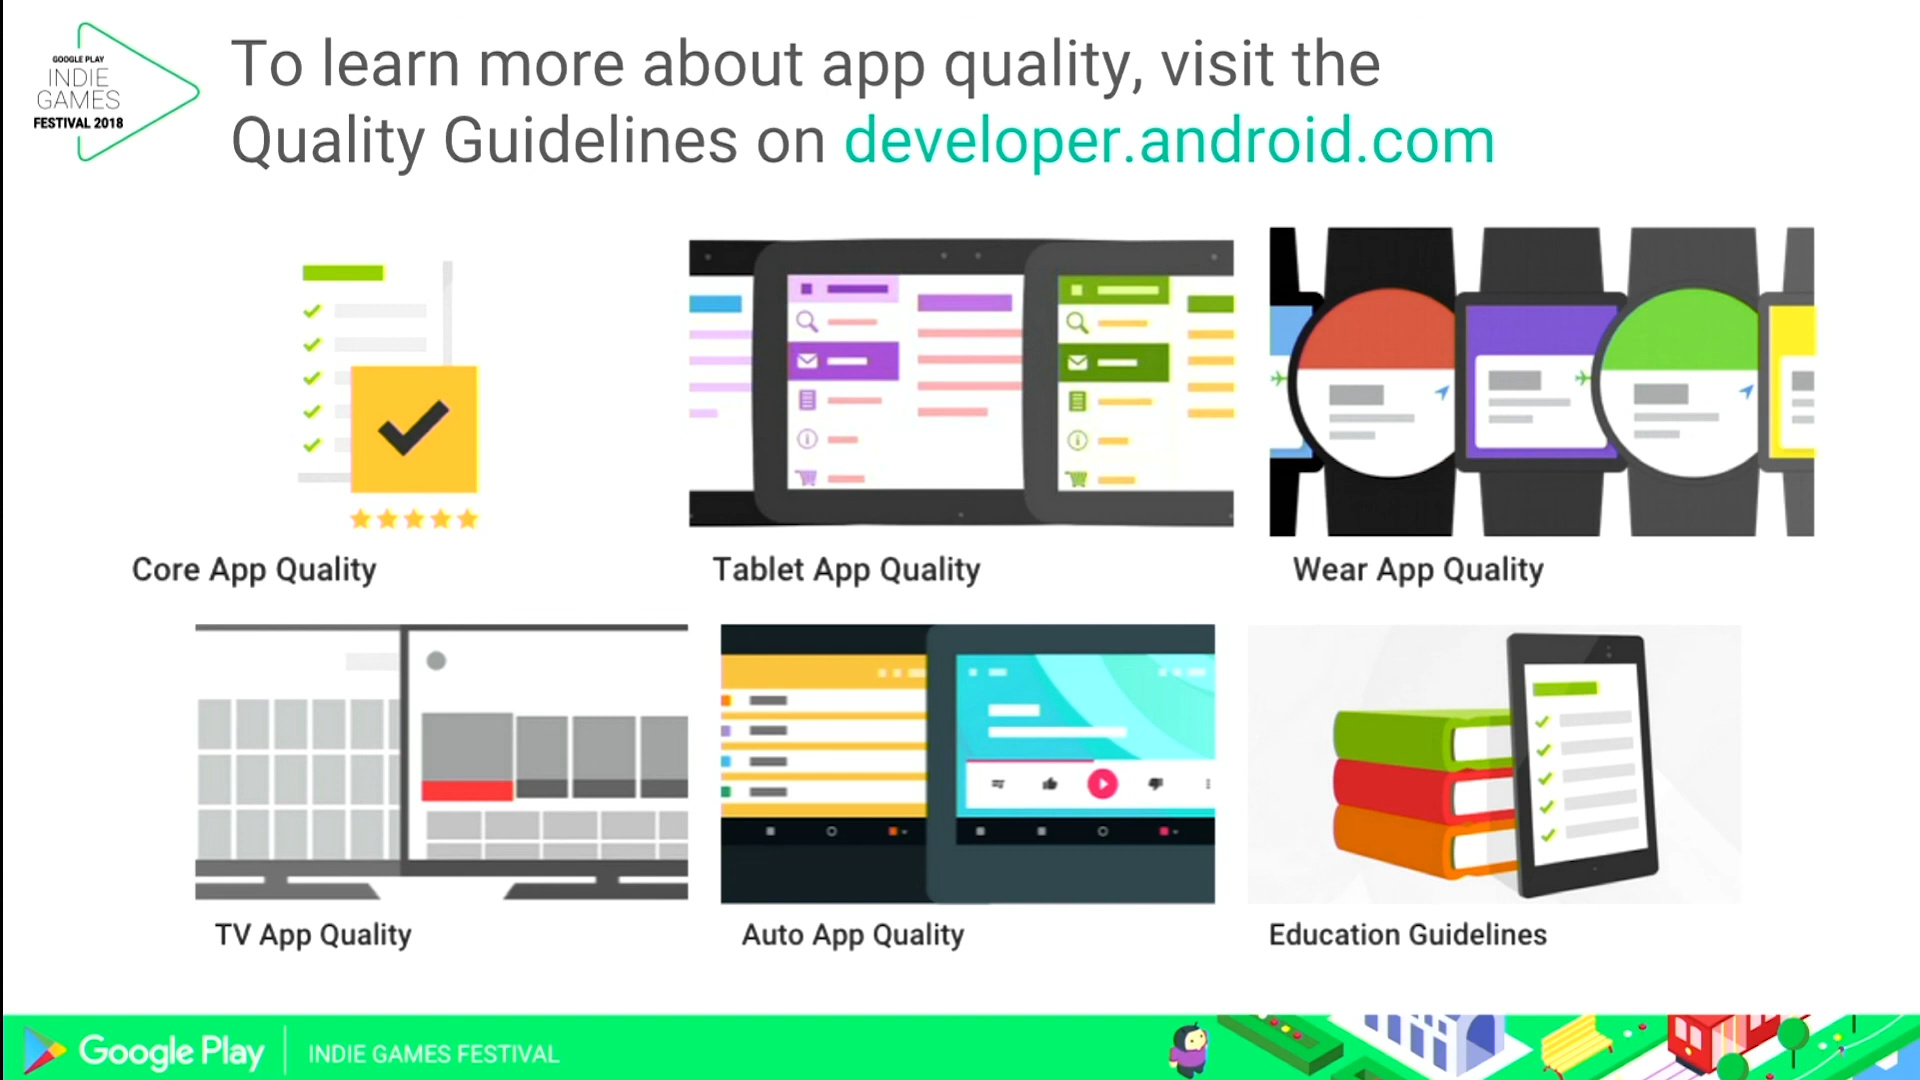 GOOGLE PLAY
INDIE
GAMES
FESTIVAL 2018
To learn more about app quality, visit the
Quality Guidelines on developer.android.com
Core App Quality
Tablet App Quality
Wear App Quality
TV App Quality
Auto App Quality
Education Guidelines
Google Play
INDIE GAMES FESTIVAL